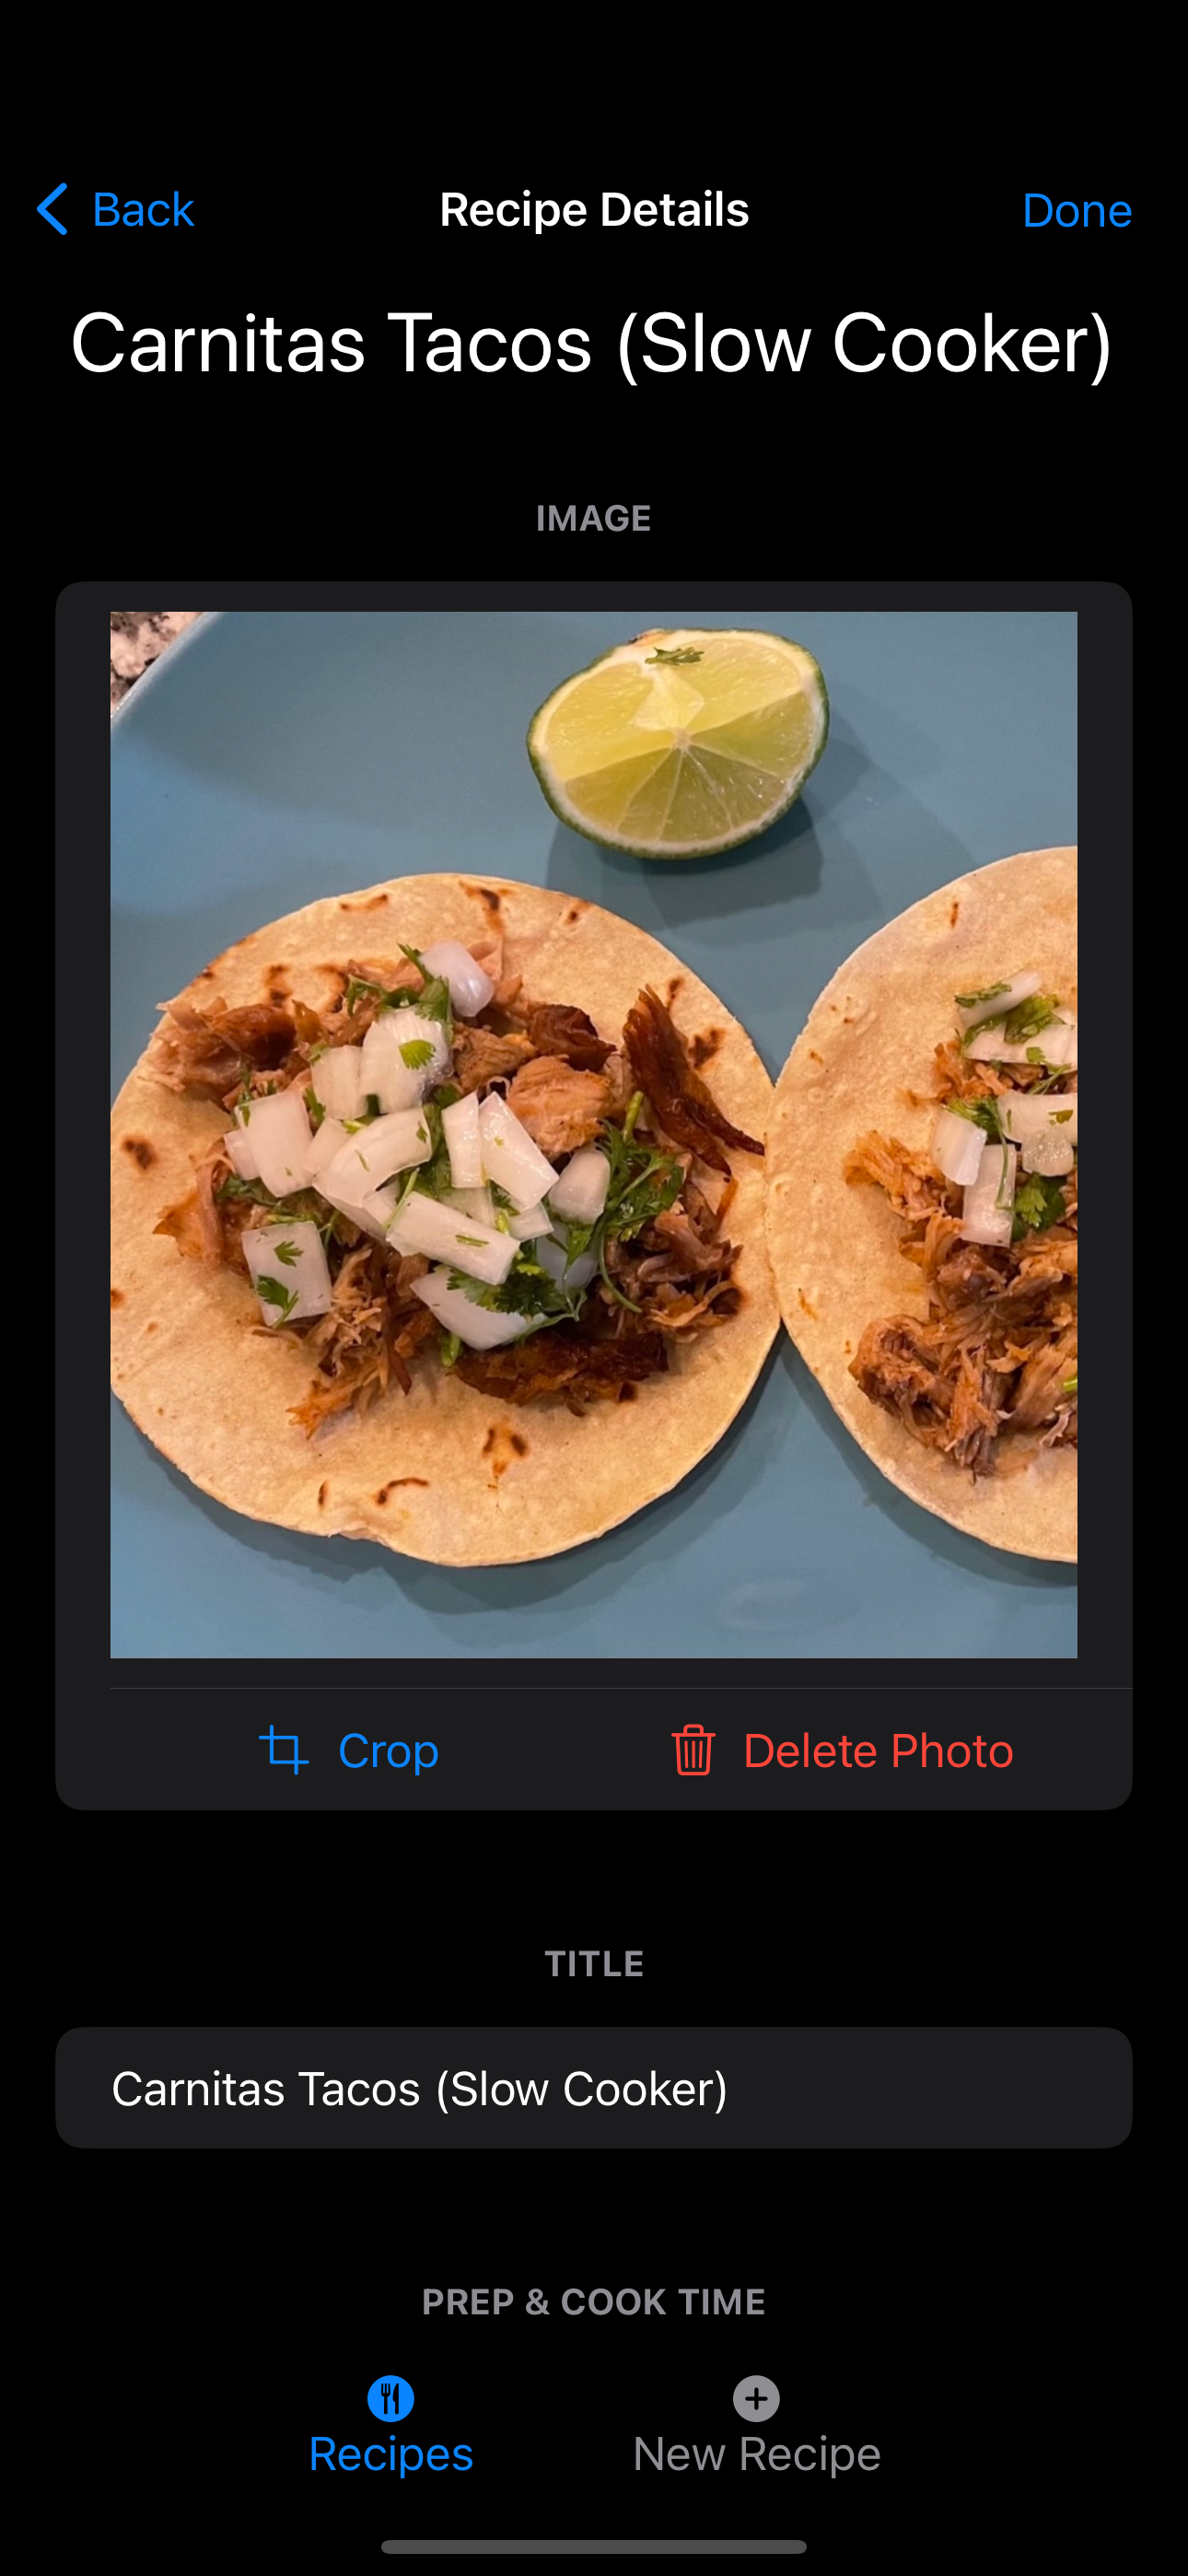 Back Recipe Details Done
Carnitas Tacos (Slow Cooker)
IMAGE
Crop Delete Photo
TITLE
Carnitas Tacos (Slow Cooker)
PREP & COOK TIME
Recipes New Recipe